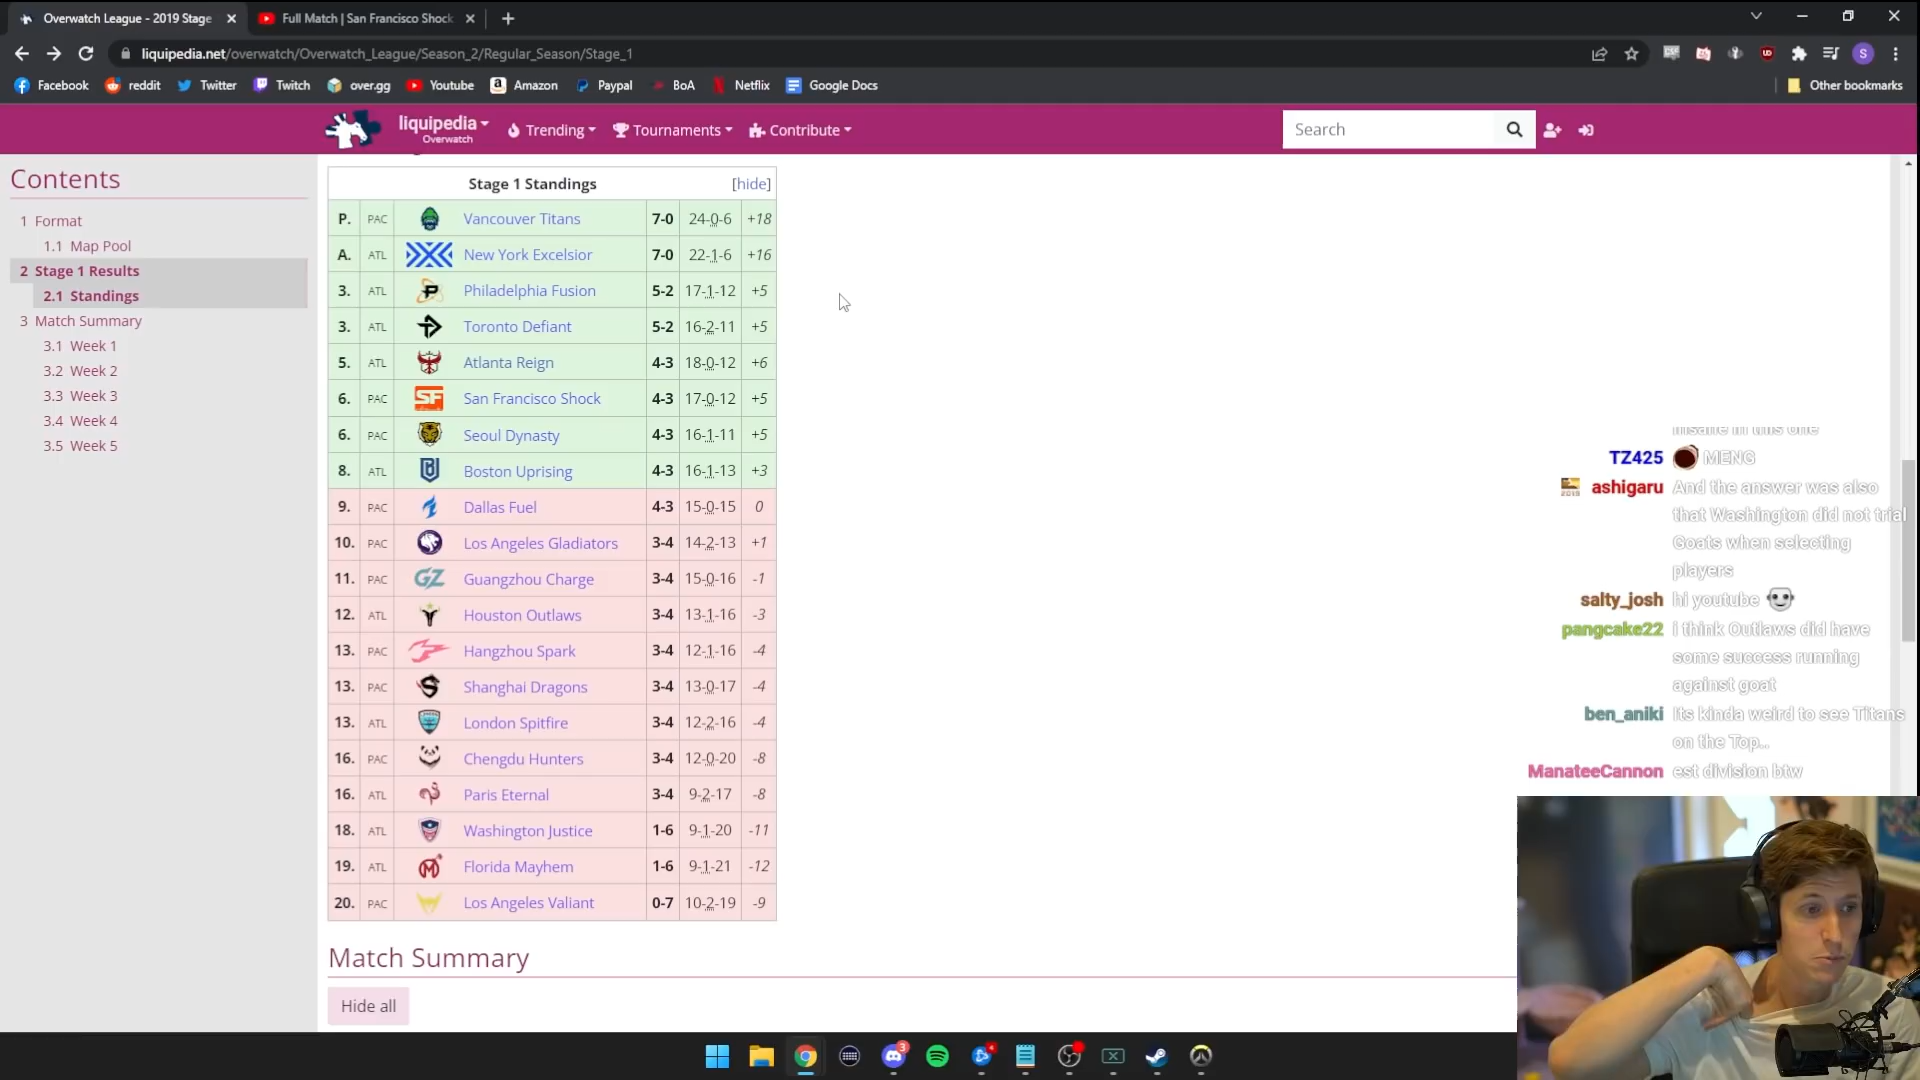 Overwatch League - 2019 Stage
Full Match | San Francisco Shock
liquipedia.net/overwatch/Overwatch_League/Season_2/Regular_Season/Stage_1
Facebook reddit Twitter Twitch over.gg Youtube Amazon Paypal BoA Netflix Google Docs Other bookmarks
liquipedia Overwatch Trending Tournaments Contribute Search
Contents
1 Format
1.1 Map Pool
2 Stage 1 Results
2.1 Standings
3 Match Summary
3.1 Week 1
3.2 Week 2
3.3 Week 3
3.4 Week 4
3.5 Week 5
Stage 1 Standings [hide]
P. PAC Vancouver Titans 7-0 24-0-6 +18
A. ATL New York Excelsior 7-0 22-1-6 +16
3. ATL Philadelphia Fusion 5-2 17-1-12 +5
3. ATL Toronto Defiant 5-2 16-2-11 +5
5. ATL Atlanta Reign 4-3 18-0-12 +6
6. PAC SF San Francisco Shock 4-3 17-0-12 +5
6. PAC Seoul Dynasty 4-3 16-1-11 +5
8. ATL Boston Uprising 4-3 16-1-13 +3
9. PAC Dallas Fuel 4-3 15-0-15 0
10. PAC Los Angeles Gladiators 3-4 14-2-13 +1
11. PAC GZ Guangzhou Charge 3-4 15-0-16 -1
12. ATL Houston Outlaws 3-4 13-1-16 -3
13. PAC Hangzhou Spark 3-4 12-1-16 -4
13. PAC Shanghai Dragons 3-4 13-0-17 -4
13. ATL London Spitfire 3-4 12-2-16 -4
16. PAC Chengdu Hunters 3-4 12-0-20 -8
16. ATL Paris Eternal 3-4 9-2-17 -8
18. ATL Washington Justice 1-6 9-1-20 -11
19. ATL Florida Mayhem 1-6 9-1-21 -12
20. PAC Los Angeles Valiant 0-7 10-2-19 -9
Match Summary
Hide all
insane in this one
TZ425 MENG
ashigaru And the answer was also
that Washington did not trial
Goats when selecting
players
salty_josh hi youtube
pangcake22 i think Outlaws did have
some success running
against goat
ben_aniki Its kinda weird to see Titans
on the Top..
ManateeCannon est division btw